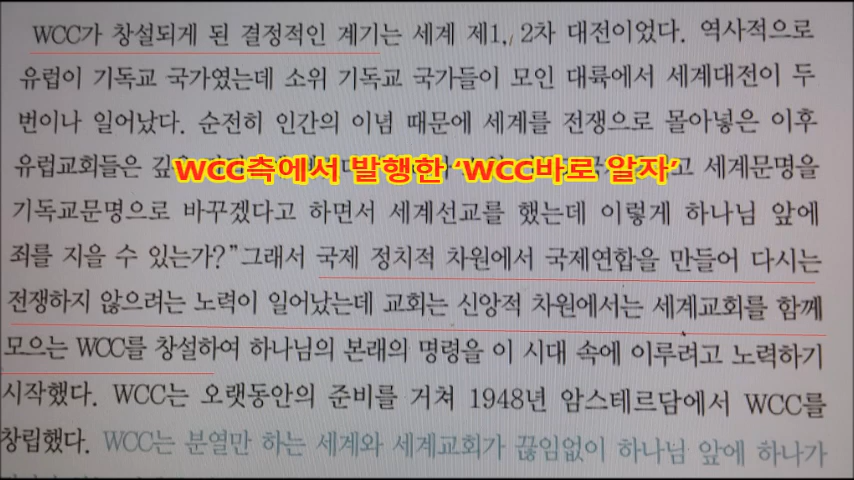 WCC가 창설되게 된 결정적인 계기는 세계 제1, 2차 대전이었다. 역사적으로
유럽이 기독교 국가였는데 소위 기독교 국가들이 모인 대륙에서 세계대전이 두
번이나 일어났다. 순전히 인간의 이념 때문에 세계를 전쟁으로 몰아넣은 이후
유럽교회들은 고 세계문명을
WCC측에서 발행한 ‘WCC바로 알자’
기독교문명으로 바꾸겠다고 하면서 세계선교를 했는데 이렇게 하나님 앞에
죄를 지을 수 있는가?”그래서 국제 정치적 차원에서 국제연합을 만들어 다시는
전쟁하지 않으려는 노력이 일어났는데 교회는 신앙적 차원에서는 세계교회를 함께
모으는 WCC를 창설하여 하나님의 본래의 명령을 이 시대 속에 이루려고 노력하기
시작했다. WCC는 오랫동안의 준비를 거쳐 1948년 암스테르담에서 WCC를
창립했다. WCC는 분열만 하는 세계와 세계교회가 끊임없이 하나님 앞에 하나가